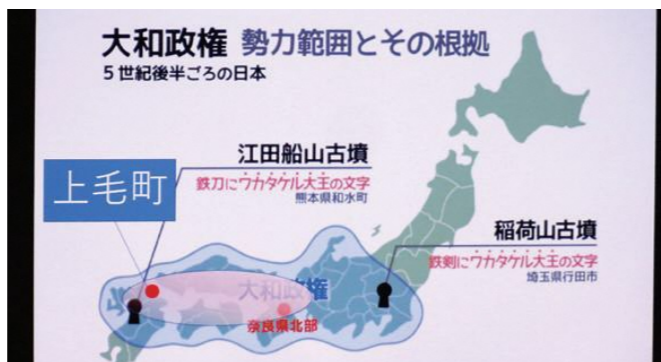 大和政権 勢力範囲とその根拠
5世紀後半ごろの日本
江田船山古墳
鉄刀にワカタケル大王の文字
熊本県和水町
上毛町
稲荷山古墳
鉄剣にワカタケル大王の文字
埼玉県行田市
大和政権
奈良県北部